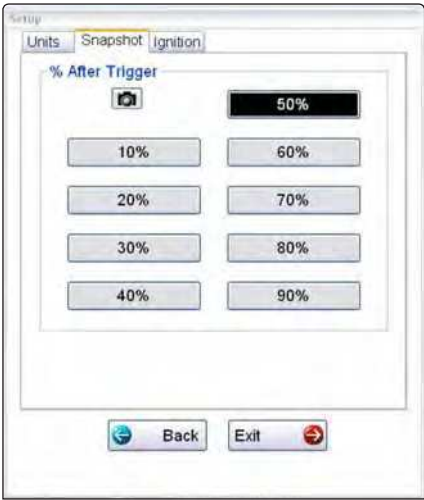 Setup
Units Snapshot Ignition
% After Trigger
50%
10% 60%
20% 70%
30% 80%
40% 90%
Back Exit